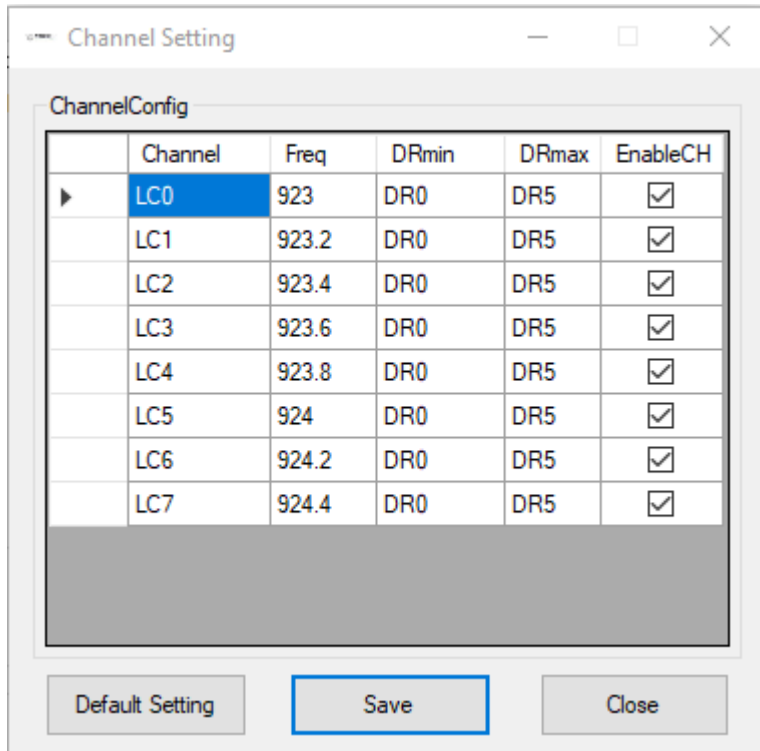 Channel Setting
ChannelConfig
Channel Freq DRmin DRmax EnableCH
LC0 923 DR0 DR5
LC1 923.2 DR0 DR5
LC2 923.4 DR0 DR5
LC3 923.6 DR0 DR5
LC4 923.8 DR0 DR5
LC5 924 DR0 DR5
LC6 924.2 DR0 DR5
LC7 924.4 DR0 DR5
Default Setting Save Close